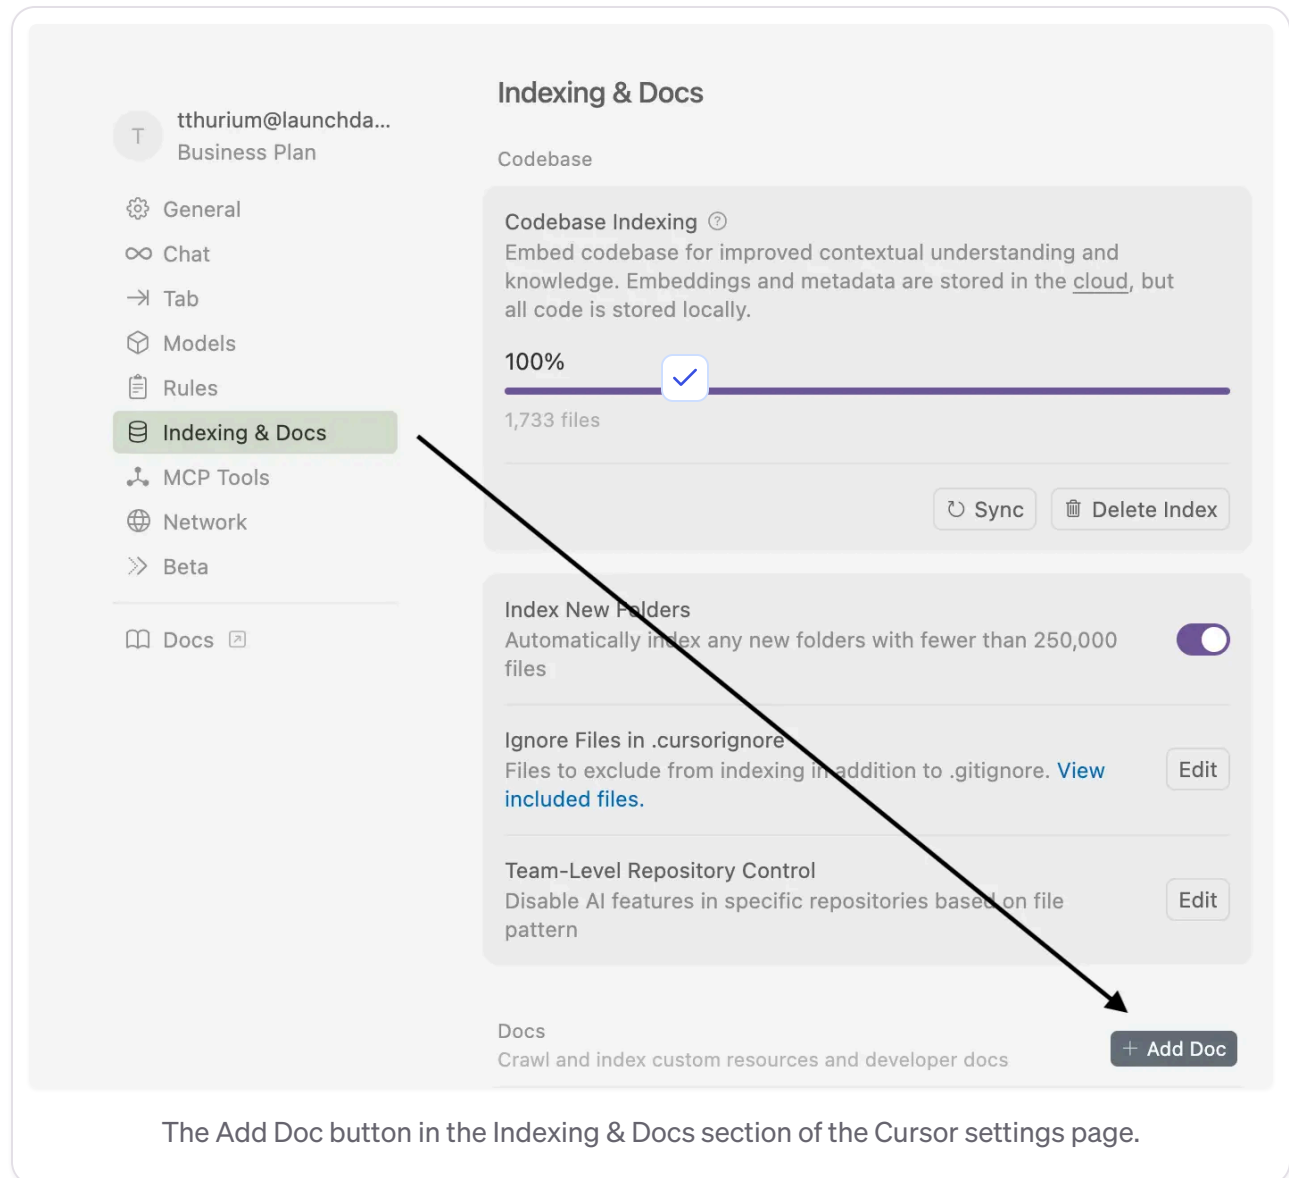 T
tthurium@launchda...
Business Plan
General
Chat
Tab
Models
Rules
Indexing & Docs
MCP Tools
Network
Beta
Docs
Indexing & Docs
Codebase
Codebase Indexing
Embed codebase for improved contextual understanding and
knowledge. Embeddings and metadata are stored in the cloud, but
all code is stored locally.
100%
1,733 files
Sync
Delete Index
Index New Folders
Automatically index any new folders with fewer than 250,000
files
Ignore Files in .cursorignore
Files to exclude from indexing in addition to .gitignore. View
included files.
Edit
Team-Level Repository Control
Disable AI features in specific repositories based on file
pattern
Edit
Docs
Crawl and index custom resources and developer docs
+ Add Doc
The Add Doc button in the Indexing & Docs section of the Cursor settings page.